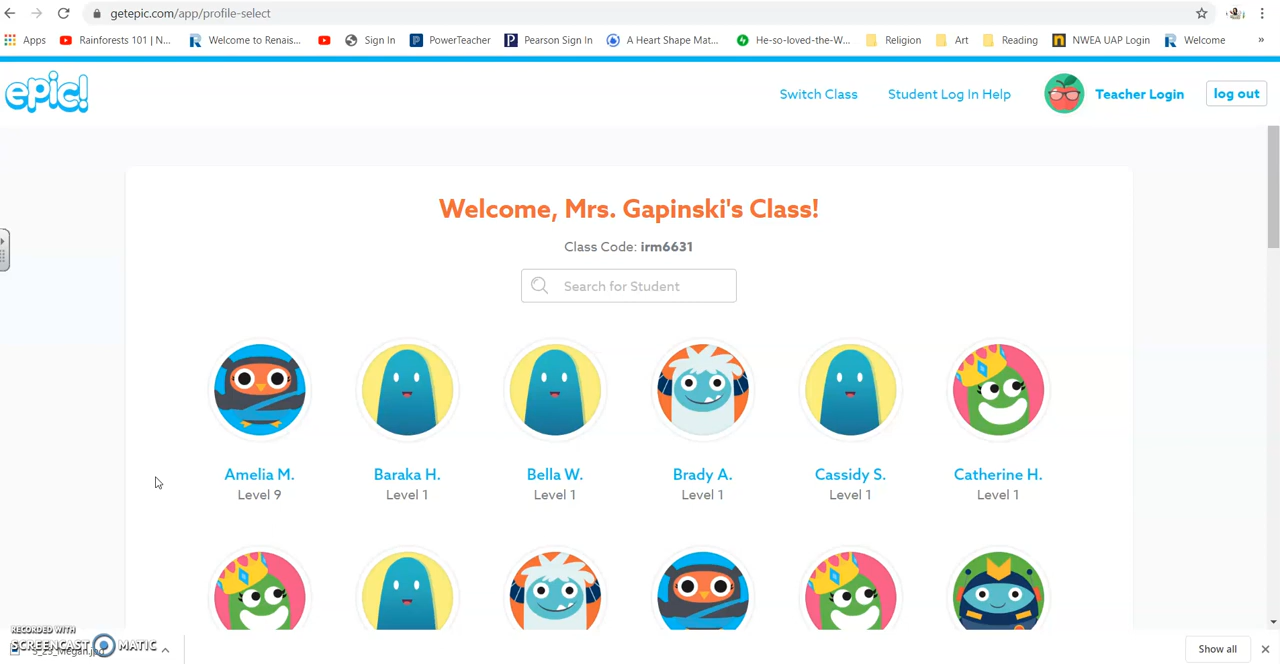 getepic.com/app/profile-select
Apps Rainforests 101 | N... Welcome to Renais... Sign In PowerTeacher Pearson Sign In A Heart Shape Mat... He-so-loved-the-W... Religion Art Reading NWEA UAP Login Welcome »
epic! Switch Class Student Log In Help Teacher Login log out
Welcome, Mrs. Gapinski's Class!
Class Code: irm6631
Search for Student
Amelia M. Baraka H. Bella W. Brady A. Cassidy S. Catherine H.
Level 9 Level 1 Level 1 Level 1 Level 1 Level 1
RECORDED WITH
SCREENCAST MATIC
Show all